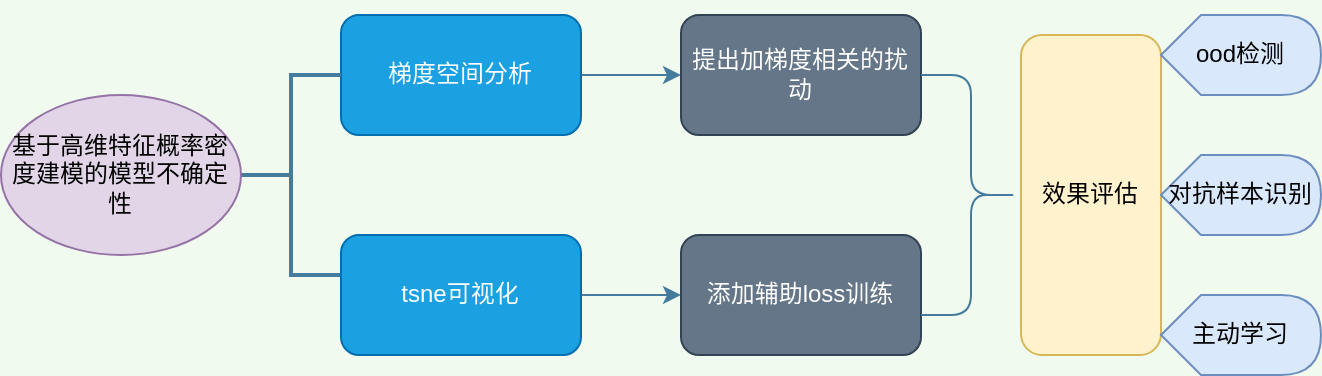 基于高维特征概率密
度建模的模型不确定
性
梯度空间分析
提出加梯度相关的扰
动
tsne可视化
添加辅助loss训练
效果评估
ood检测
对抗样本识别
主动学习